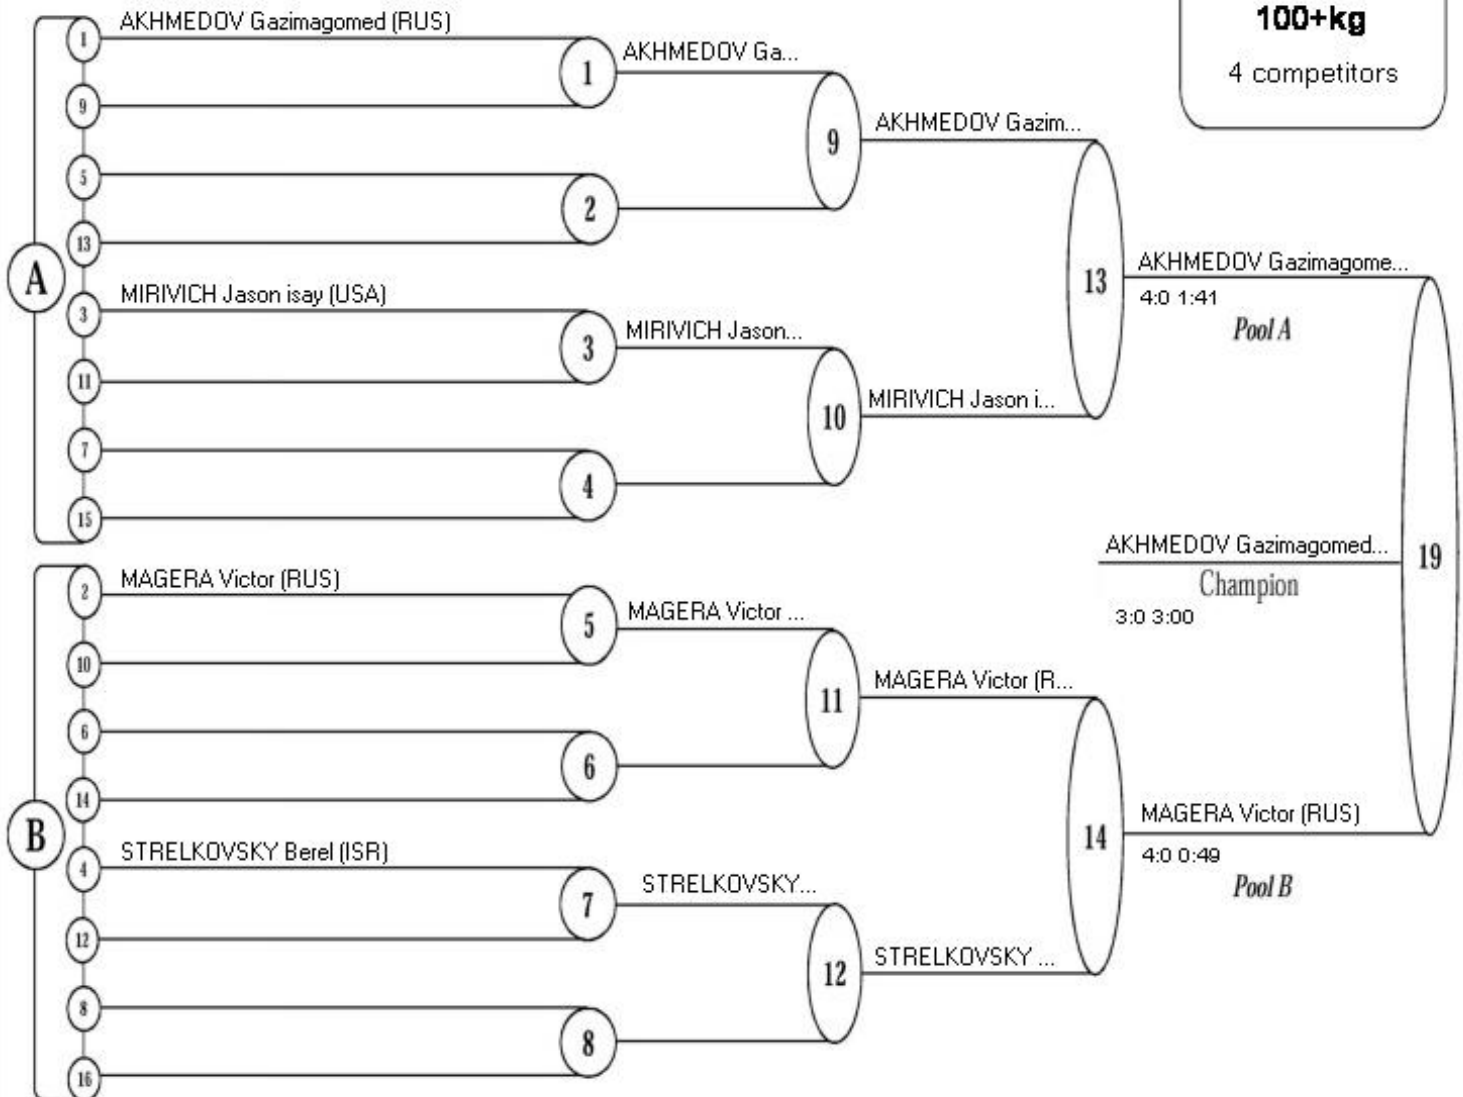 100+kg
4 competitors
A
1
AKHMEDOV Gazimagomed (RUS)
9
1
AKHMEDOV Ga...
5
13
2
9
AKHMEDOV Gazim...
3
MIRIVICH Jason isay (USA)
11
3
MIRIVICH Jason...
7
15
4
10
MIRIVICH Jason i...
13
AKHMEDOV Gazimagome...
4:0 1:41
Pool A
B
2
MAGERA Victor (RUS)
10
5
MAGERA Victor ...
6
14
6
11
MAGERA Victor (R...
4
STRELKOVSKY Berel (ISR)
12
7
STRELKOVSKY...
8
16
8
12
STRELKOVSKY ...
14
MAGERA Victor (RUS)
4:0 0:49
Pool B
19
AKHMEDOV Gazimagomed...
Champion
3:0 3:00